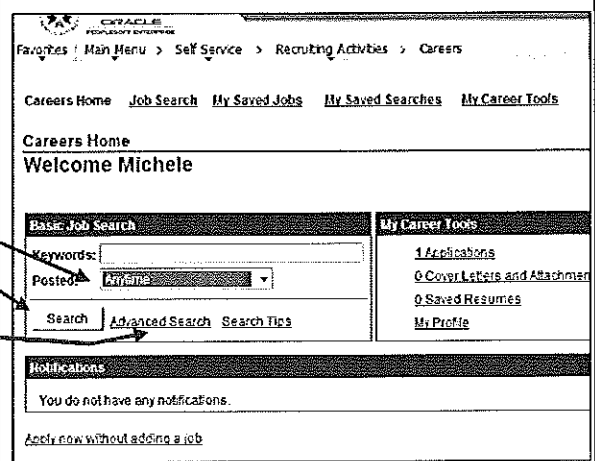 ORACLE
PEOPLESOFT ENTERPRISE
Favorites | Main Menu > Self Service > Recruiting Activities > Careers
Careers Home Job Search My Saved Jobs My Saved Searches My Career Tools
Careers Home
Welcome Michele
Basic Job Search
Keywords:
Posted: Anytime
Search Advanced Search Search Tips
My Career Tools
1 Applications
0 Cover Letters and Attachmen
0 Saved Resumes
My Profile
Notifications
You do not have any notifications.
Apply now without adding a job